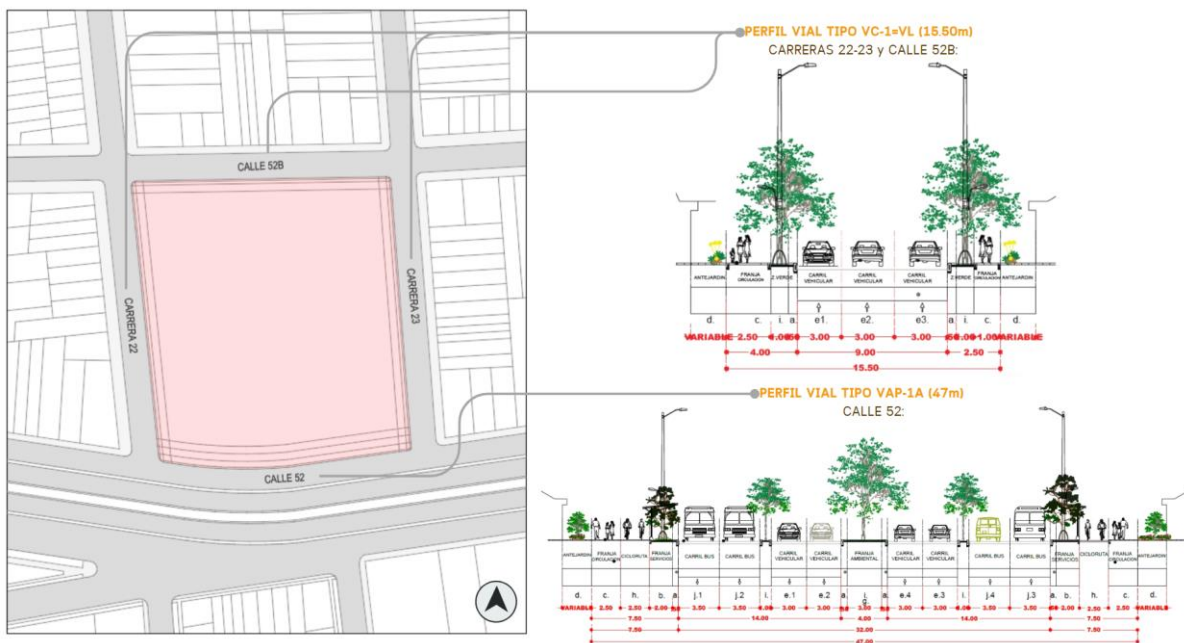 PERFIL VIAL TIPO VC-1=VL (15.50m)
CARRERAS 22-23 y CALLE 52B:
CALLE 52B
CARRERA 22
CARRERA 23
CALLE 52
ANTEJARDIN FRANJA CIRCULACION Z.VERDE CARRIL VEHICULAR CARRIL VEHICULAR CARRIL VEHICULAR Z.VERDE FRANJA CIRCULACION ANTEJARDIN
d. c. i. a. e1. e2. e3. a. i. c. d.
VARIABLE 2.50 3.00 3.00 3.00 VARIABLE
4.00 9.00 2.50
15.50
PERFIL VIAL TIPO VAP-1A (47m)
CALLE 52:
ANTEJARDIN FRANJA CIRCULACION CICLORUTA FRANJA SERVICIOS CARRIL BUS CARRIL BUS CARRIL VEHICULAR CARRIL VEHICULAR FRANJA AMBIENTAL CARRIL VEHICULAR CARRIL VEHICULAR CARRIL BUS CARRIL BUS FRANJA SERVICIOS CICLORUTA FRANJA CIRCULACION ANTEJARDIN
d. c. h. b. a. j.1 j.2 i. e.1 e.2 a. i. g. a. e.4 e.3 i. j.4 j.3 a. b. h. c. d.
VARIABLE 2.50 2.50 2.00 3.50 3.50 3.00 3.00 3.00 3.00 3.00 3.50 3.50 2.00 2.50 2.50 VARIABLE
7.50 14.00 4.00 14.00 7.50
7.50 32.00 7.50
47.00